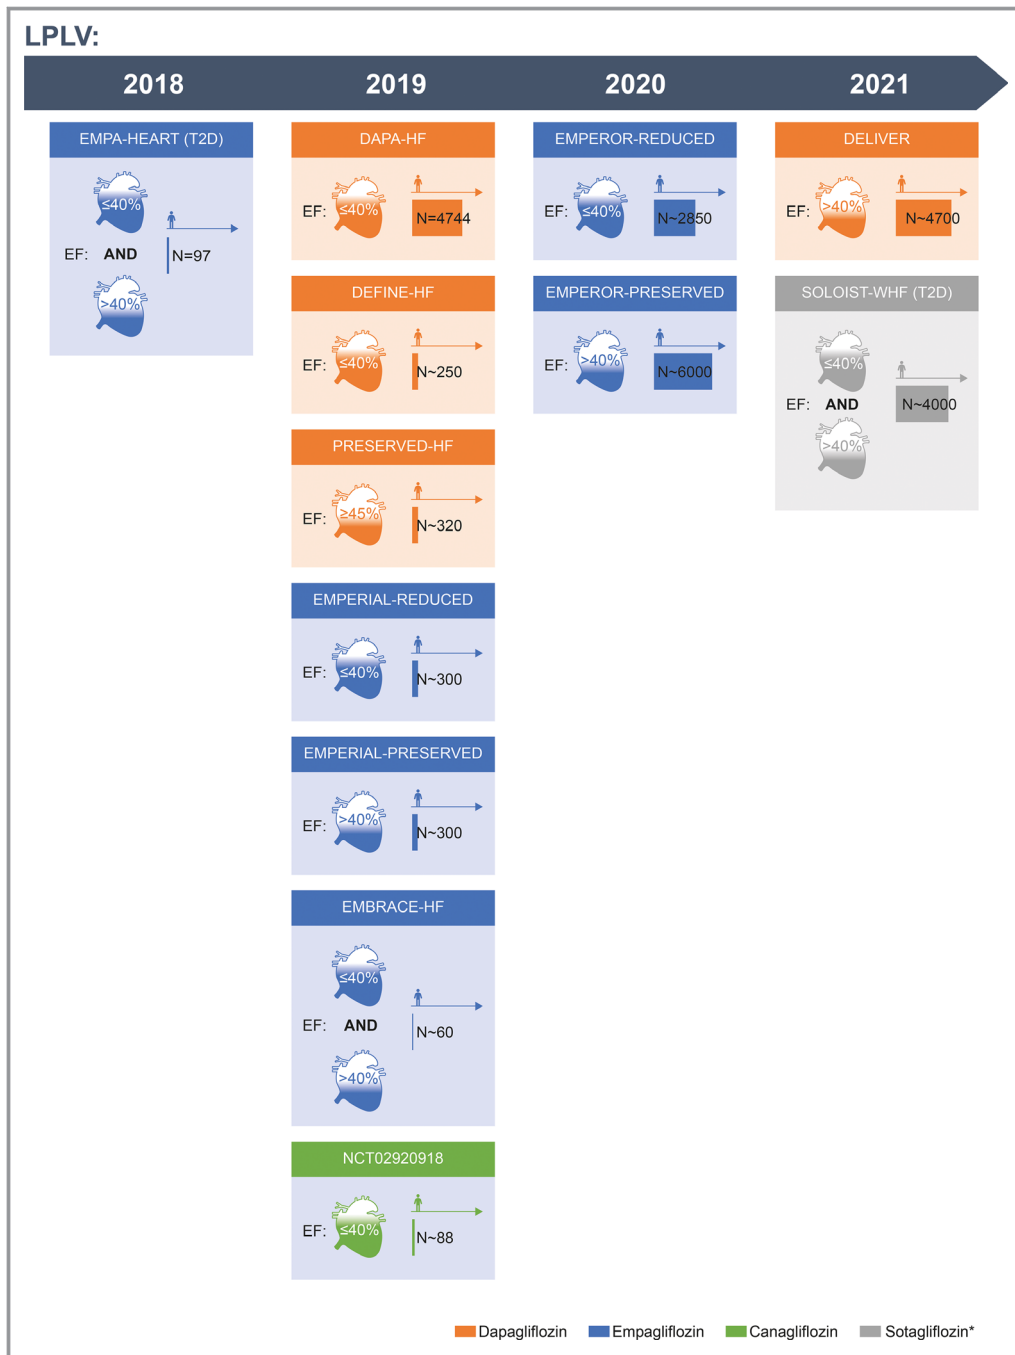 LPLV:
2018 2019 2020 2021
EMPA-HEART (T2D)
≤40%
EF: AND N=97
>40%
DAPA-HF
EF: ≤40% N=4744
DEFINE-HF
EF: ≤40% N~250
PRESERVED-HF
EF: ≥45% N~320
EMPERIAL-REDUCED
EF: ≤40% N~300
EMPERIAL-PRESERVED
EF: >40% N~300
EMBRACE-HF
≤40%
EF: AND N~60
>40%
NCT02920918
EF: ≤40% N~88
EMPEROR-REDUCED
EF: ≤40% N~2850
EMPEROR-PRESERVED
EF: >40% N~6000
DELIVER
EF: >40% N~4700
SOLOIST-WHF (T2D)
≤40%
EF: AND N~4000
>40%
Dapagliflozin Empagliflozin Canagliflozin Sotagliflozin*